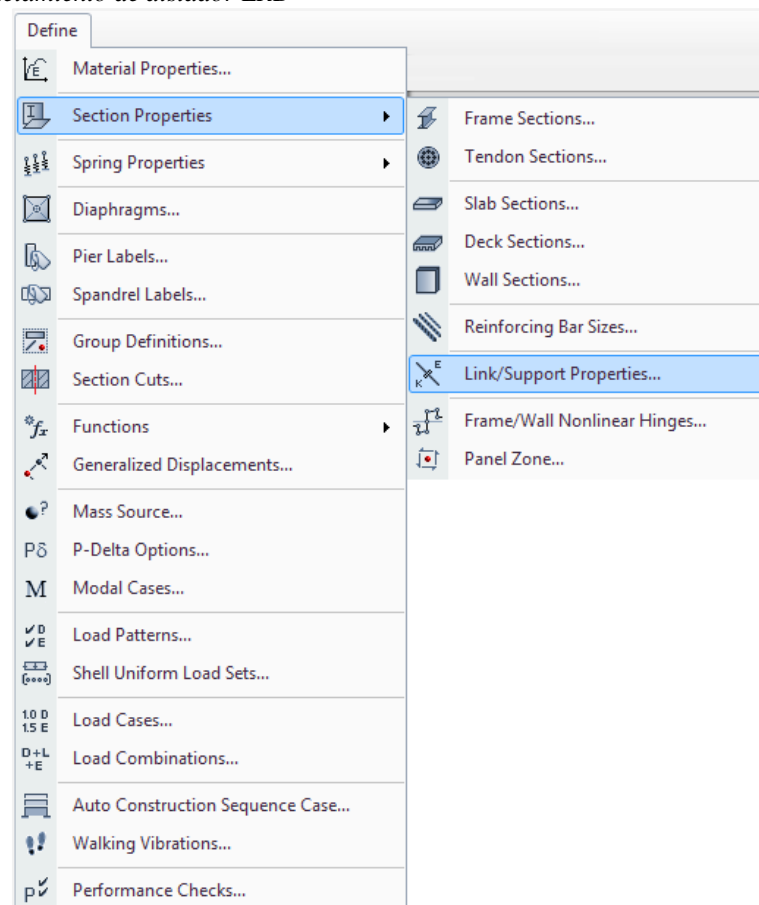 Define
Material Properties...
Section Properties
Spring Properties
Diaphragms...
Pier Labels...
Spandrel Labels...
Group Definitions...
Section Cuts...
Functions
Generalized Displacements...
Mass Source...
P-Delta Options...
Modal Cases...
Load Patterns...
Shell Uniform Load Sets...
Load Cases...
Load Combinations...
Auto Construction Sequence Case...
Walking Vibrations...
Performance Checks...
Frame Sections...
Tendon Sections...
Slab Sections...
Deck Sections...
Wall Sections...
Reinforcing Bar Sizes...
Link/Support Properties...
Frame/Wall Nonlinear Hinges...
Panel Zone...